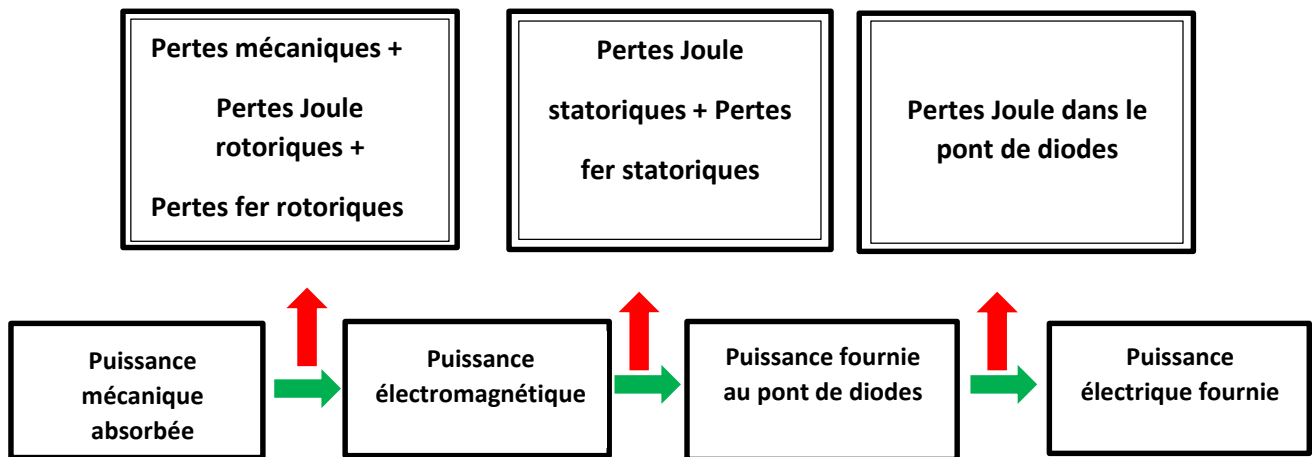 Pertes mécaniques +
Pertes Joule
rotoriques +
Pertes fer rotoriques
Pertes Joule
statoriques + Pertes
fer statoriques
Pertes Joule dans le
pont de diodes
Puissance
mécanique
absorbée
Puissance
électromagnétique
Puissance fournie
au pont de diodes
Puissance
électrique fournie